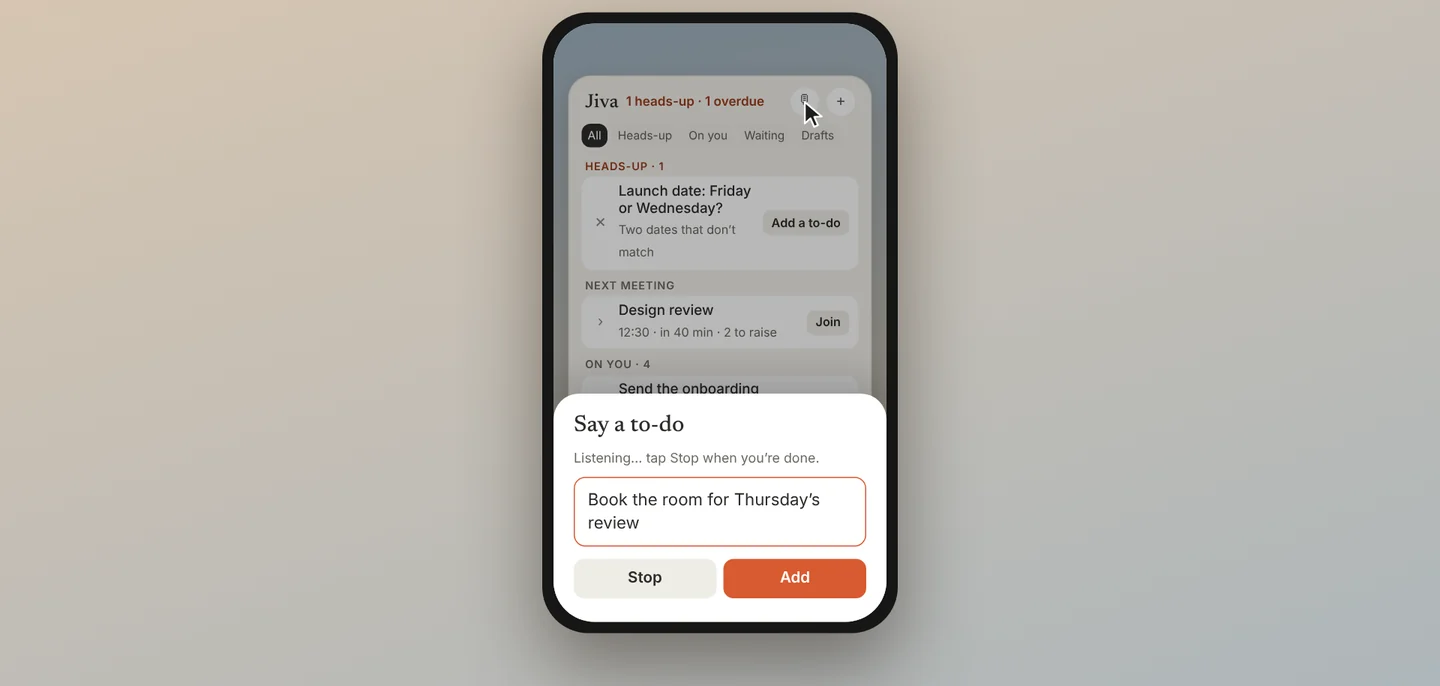 Jiva 1 heads-up · 1 overdue +
All Heads-up On you Waiting Drafts
HEADS-UP · 1
Launch date: Friday
or Wednesday?
Two dates that don’t
match
Add a to-do
NEXT MEETING
Design review
12:30 · in 40 min · 2 to raise
Join
ON YOU · 4
Send the onboarding
Say a to-do
Listening... tap Stop when you’re done.
Book the room for Thursday’s
review
Stop Add